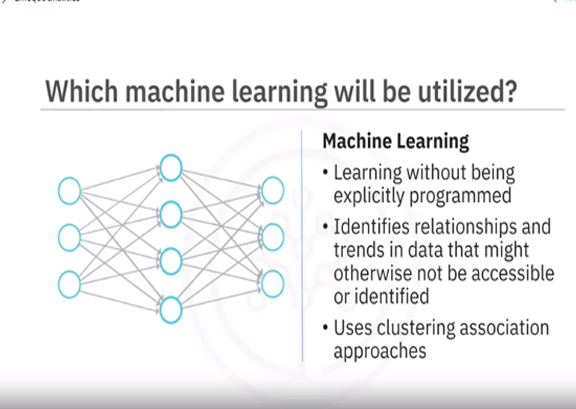 Which machine learning will be utilized?
Machine Learning
• Learning without being
explicitly programmed
• Identifies relationships and
trends in data that might
otherwise not be accessible
or identified
• Uses clustering association
approaches